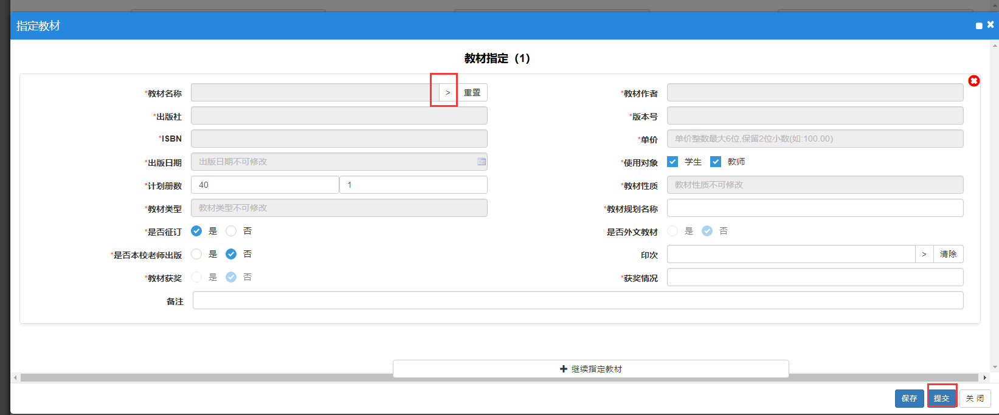 指定教材
教材指定（1）
*教材名称 > 重置 *教材作者
*出版社 *版本号
*ISBN *单价 单价整数最大6位,保留2位小数(如:100.00)
*出版日期 出版日期不可修改 *使用对象 学生 教师
*计划册数 40 1 *教材性质 教材性质不可修改
*教材类型 教材类型不可修改 *教材规划名称
*是否征订 是 否 是否外文教材 是 否
*是否本校老师出版 是 否 印次 > 清除
*教材获奖 是 否 *获奖情况
备注
继续指定教材
保存 提交 关 闭